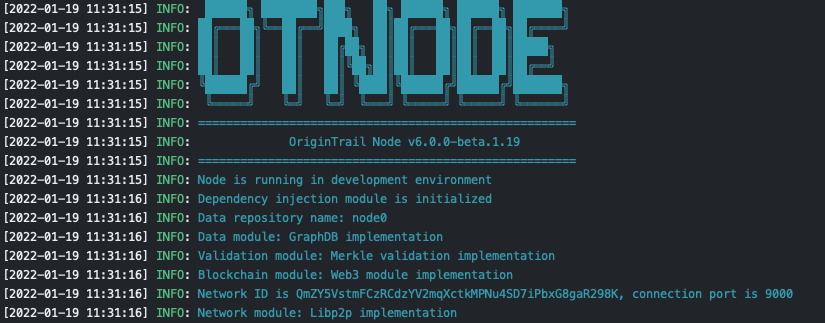 [2022-01-19 11:31:15] INFO:
[2022-01-19 11:31:15] INFO:
[2022-01-19 11:31:15] INFO:
[2022-01-19 11:31:15] INFO: OTNODE
[2022-01-19 11:31:15] INFO:
[2022-01-19 11:31:15] INFO:
[2022-01-19 11:31:15] INFO: ======================================================
[2022-01-19 11:31:15] INFO: OriginTrail Node v6.0.0-beta.1.19
[2022-01-19 11:31:15] INFO: ======================================================
[2022-01-19 11:31:15] INFO: Node is running in development environment
[2022-01-19 11:31:16] INFO: Dependency injection module is initialized
[2022-01-19 11:31:16] INFO: Data repository name: node0
[2022-01-19 11:31:16] INFO: Data module: GraphDB implementation
[2022-01-19 11:31:16] INFO: Validation module: Merkle validation implementation
[2022-01-19 11:31:16] INFO: Blockchain module: Web3 module implementation
[2022-01-19 11:31:16] INFO: Network ID is QmZY5VstmFCzRCdzYV2mqXctkMPNu4SD7iPbxG8gaR298K, connection port is 9000
[2022-01-19 11:31:16] INFO: Network module: Libp2p implementation